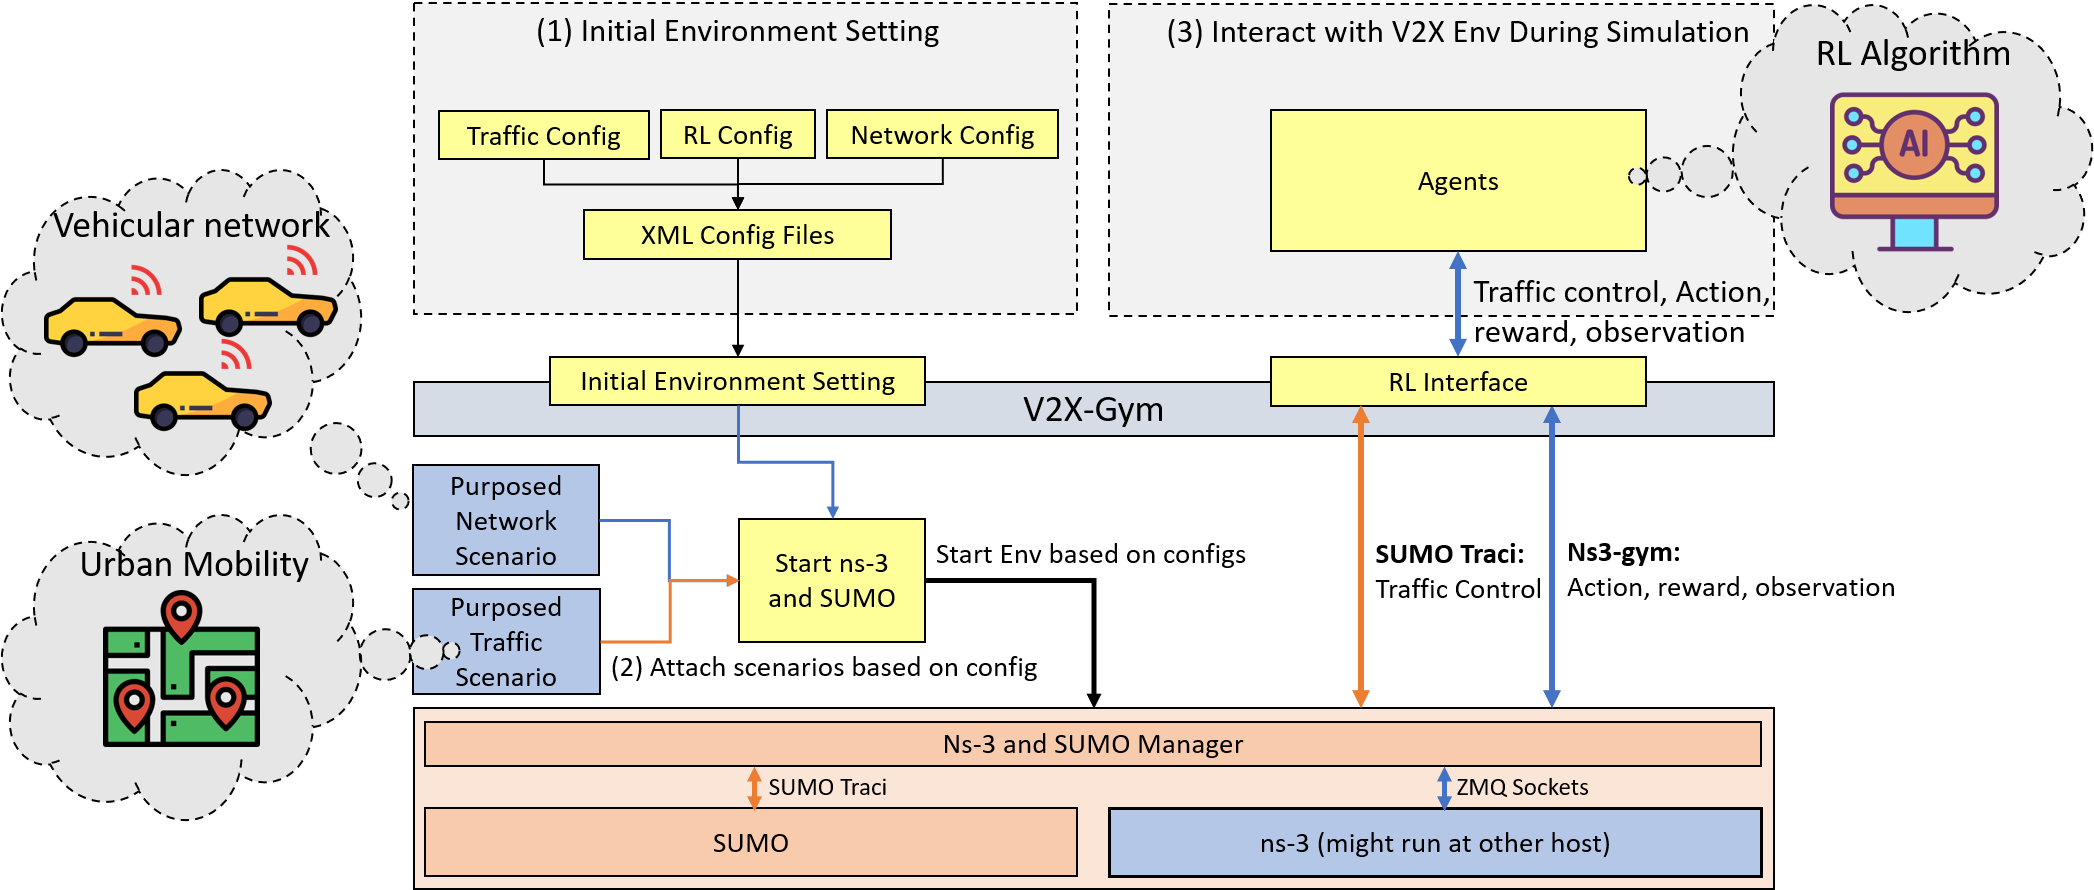 (1) Initial Environment Setting
(3) Interact with V2X Env During Simulation
RL Algorithm
AI
Traffic Config
RL Config
Network Config
Agents
XML Config Files
Vehicular network
Traffic control, Action,
reward, observation
Initial Environment Setting
RL Interface
V2X-Gym
Purposed
Network
Scenario
Urban Mobility
Start ns-3
and SUMO
Start Env based on configs
SUMO Traci:
Traffic Control
Ns3-gym:
Action, reward, observation
Purposed
Traffic
Scenario
(2) Attach scenarios based on config
Ns-3 and SUMO Manager
SUMO Traci
ZMQ Sockets
SUMO
ns-3 (might run at other host)